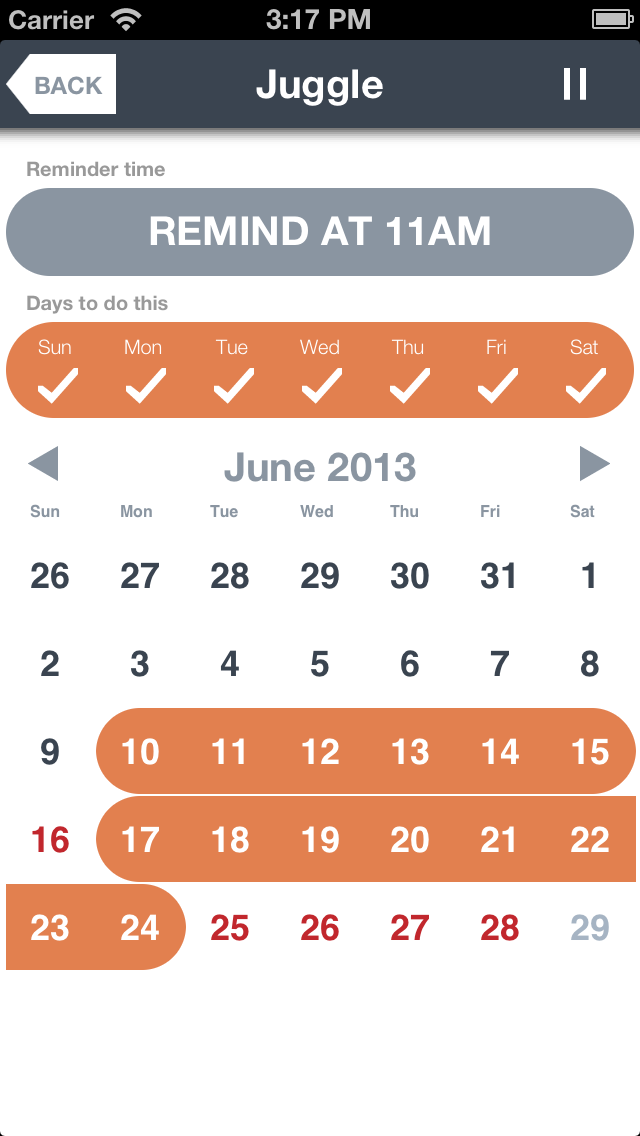 Carrier 3:17 PM
BACK Juggle
Reminder time
REMIND AT 11AM
Days to do this
Sun Mon Tue Wed Thu Fri Sat
June 2013
Sun Mon Tue Wed Thu Fri Sat
26 27 28 29 30 31 1
2 3 4 5 6 7 8
9 10 11 12 13 14 15
16 17 18 19 20 21 22
23 24 25 26 27 28 29